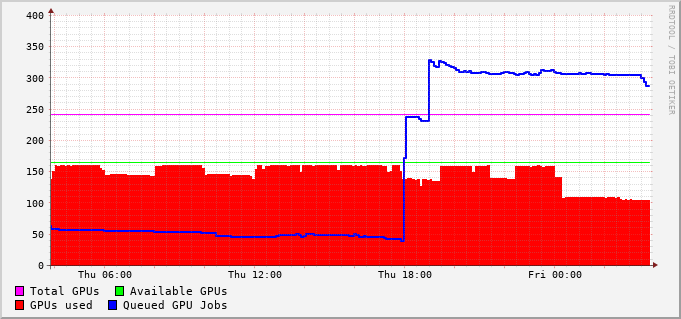 400
350
300
250
200
150
100
50
0
Thu 06:00 Thu 12:00 Thu 18:00 Fri 00:00
Total GPUs Available GPUs
GPUs used Queued GPU Jobs
RRDTOOL / TOBI OETIKER